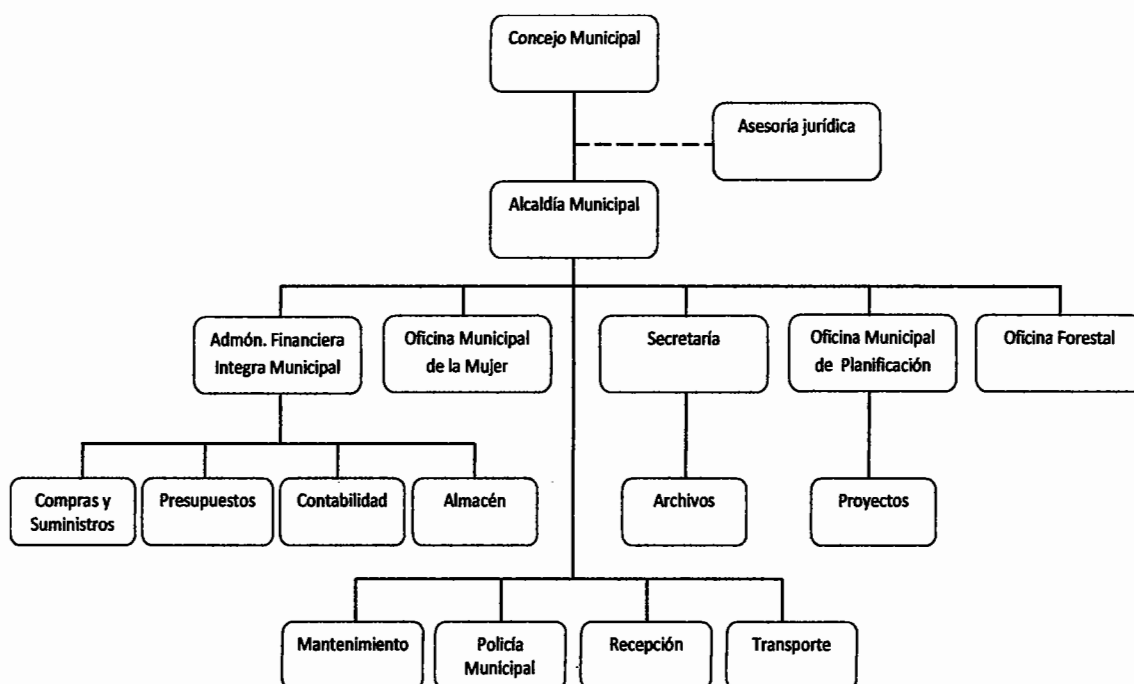 Concejo Municipal
Asesoría jurídica
Alcaldía Municipal
Admón. Financiera
Integra Municipal
Oficina Municipal
de la Mujer
Secretaría
Oficina Municipal
de Planificación
Oficina Forestal
Compras y
Suministros
Presupuestos
Contabilidad
Almacén
Archivos
Proyectos
Mantenimiento
Policía
Municipal
Recepción
Transporte